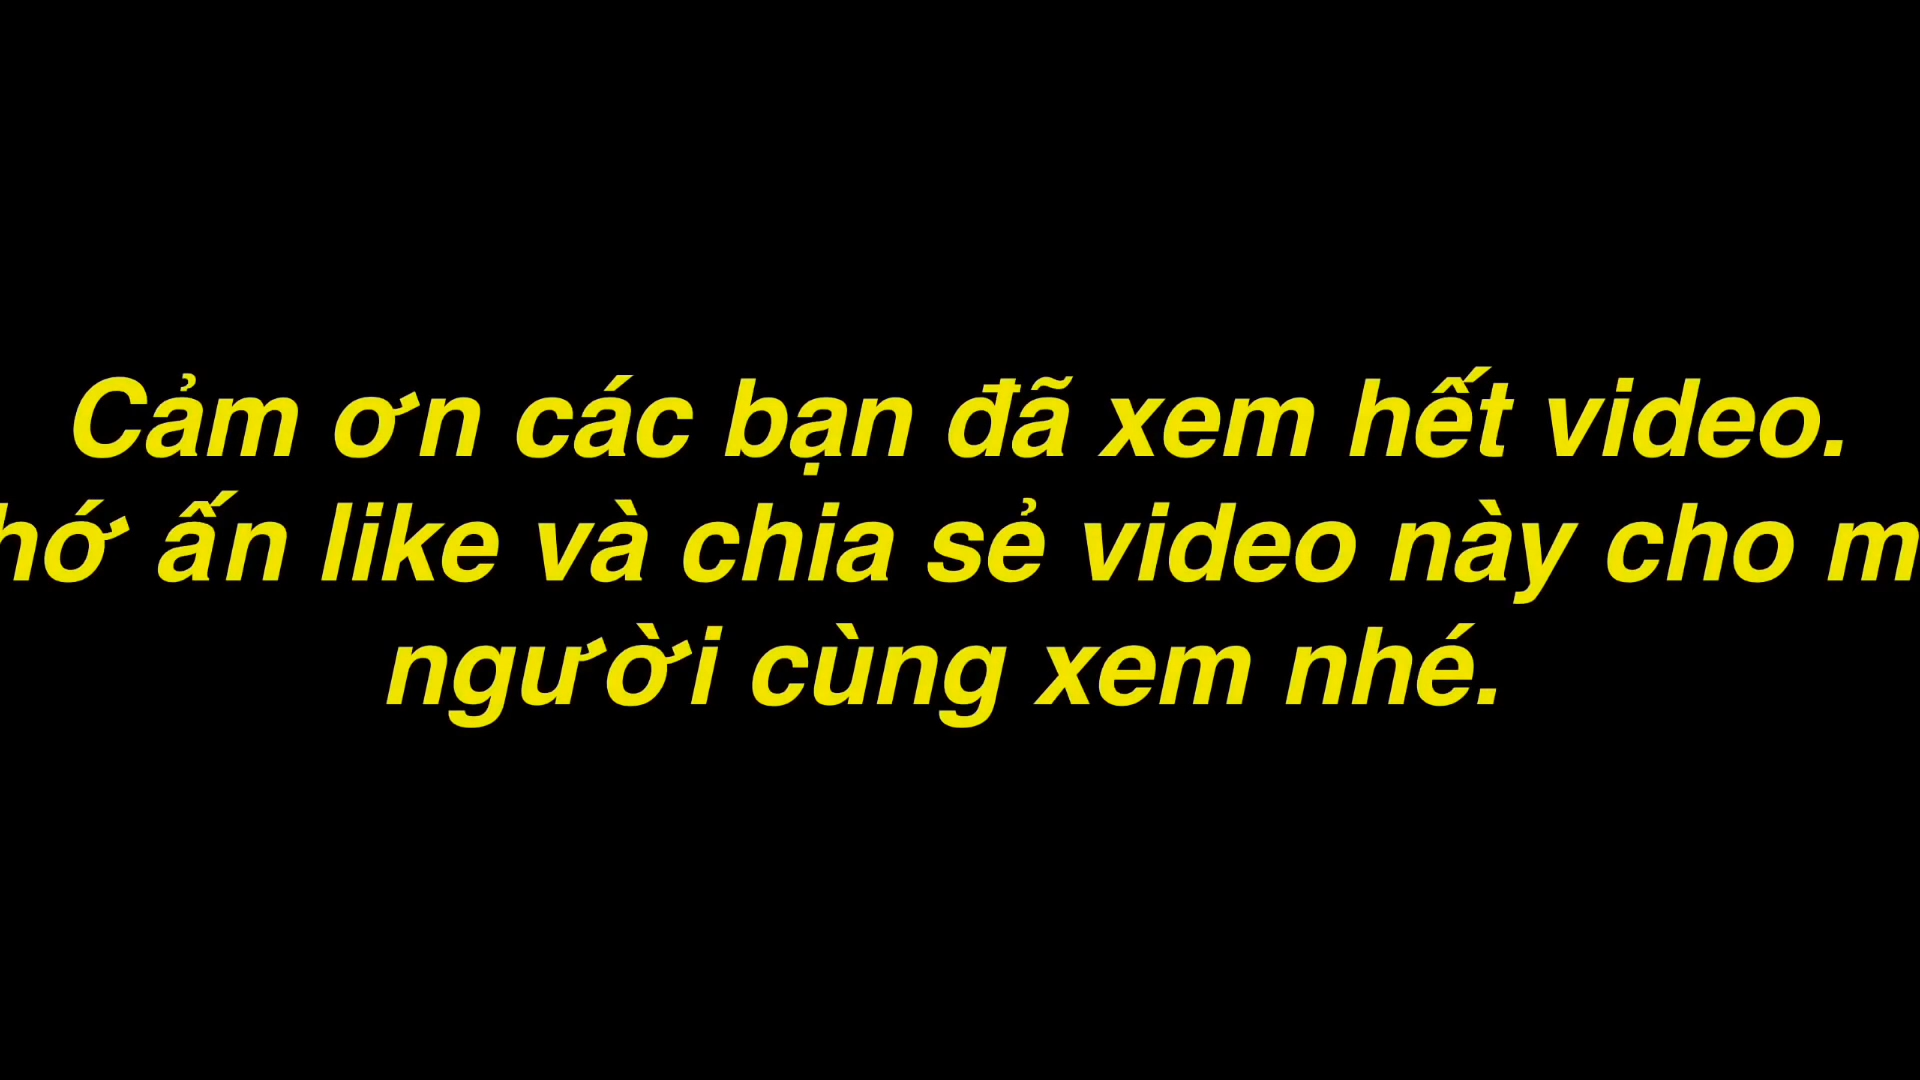 Cảm ơn các bạn đã xem hết video.
ấn like và chia sẻ video này cho
người cùng xem nhé.